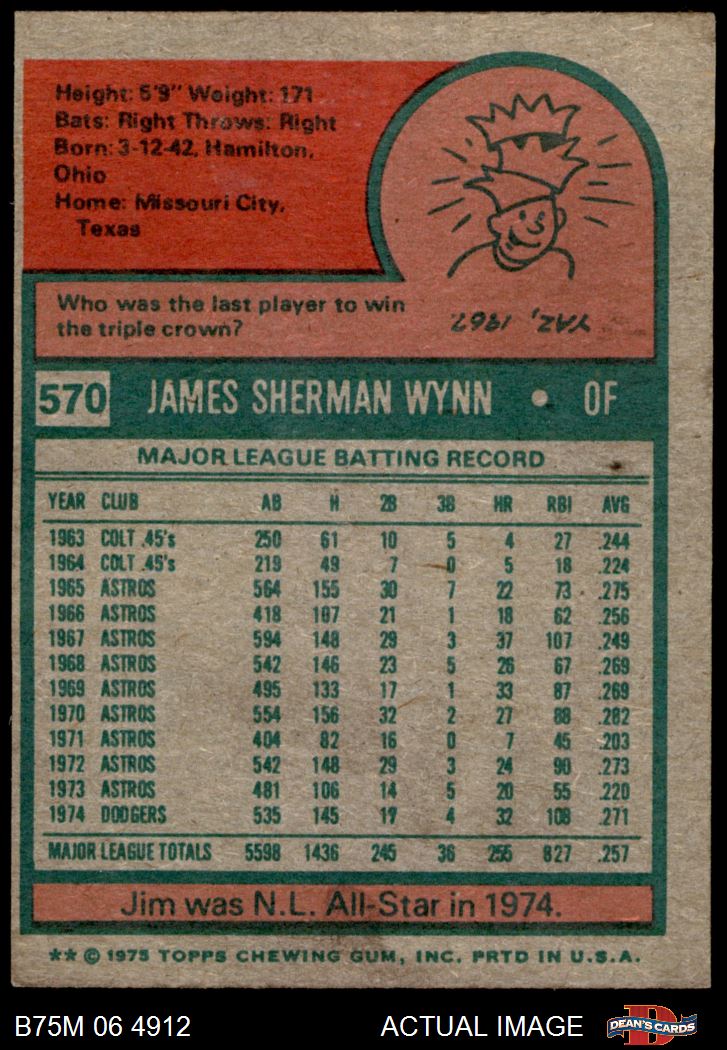 Height: 5'9" Weight: 171
Bats: Right Throws: Right
Born: 3-12-42, Hamilton,
Ohio
Home: Missouri City,
Texas
Who was the last player to win
the triple crown?
YAZ, 1967.
570 JAMES SHERMAN WYNN • OF
MAJOR LEAGUE BATTING RECORD
YEAR CLUB AB H 2B 3B HR RBI AVG
1963 COLT .45's 250 61 10 5 4 27 .244
1964 COLT .45's 219 49 7 0 5 18 .224
1965 ASTROS 564 155 30 7 22 73 .275
1966 ASTROS 418 107 21 1 18 62 .256
1967 ASTROS 594 148 29 3 37 107 .249
1968 ASTROS 542 146 23 5 26 67 .269
1969 ASTROS 495 133 17 1 33 87 .269
1970 ASTROS 554 156 32 2 27 88 .282
1971 ASTROS 404 82 16 0 7 45 .203
1972 ASTROS 542 148 29 3 24 90 .273
1973 ASTROS 481 106 14 5 20 55 .220
1974 DODGERS 535 145 17 4 32 108 .271
MAJOR LEAGUE TOTALS 5598 1436 245 36 255 827 .257
Jim was N.L. All-Star in 1974.
** © 1975 TOPPS CHEWING GUM, INC. PRTD IN U.S.A.
B75M 06 4912 ACTUAL IMAGE D DEAN'S CARDS